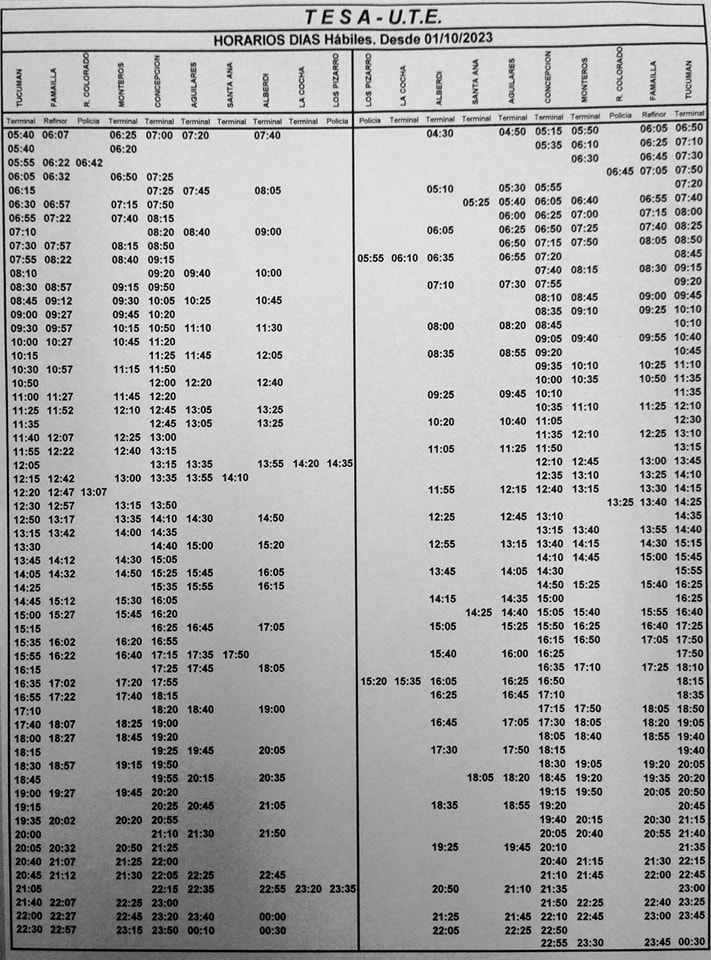 TESA - U.T.E.
HORARIOS DIAS Hábiles. Desde 01/10/2023
TUCUMAN FAMAILLA R. COLORADO MONTEROS CONCEPCION AGUILARES SANTA ANA ALBERDI LA COCHA LOS PIZARRO
Terminal Refinor Policia Terminal Terminal Terminal Terminal Terminal Terminal Policia
05:40 06:07 06:25 07:00 07:20 07:40
05:40 06:20
05:55 06:22 06:42
06:05 06:32 06:50 07:25
06:15 07:25 07:45 08:05
06:30 06:57 07:15 07:50
06:55 07:22 07:40 08:15
07:10 08:20 08:40 09:00
07:30 07:57 08:15 08:50
07:55 08:22 08:40 09:15
08:10 09:20 09:40 10:00
08:30 08:57 09:15 09:50
08:45 09:12 09:30 10:05 10:25 10:45
09:00 09:27 09:45 10:20
09:30 09:57 10:15 10:50 11:10 11:30
10:00 10:27 10:45 11:20
10:15 11:25 11:45 12:05
10:30 10:57 11:15 11:50
10:50 12:00 12:20 12:40
11:00 11:27 11:45 12:20
11:25 11:52 12:10 12:45 13:05 13:25
11:35 12:45 13:05 13:25
11:40 12:07 12:25 13:00
11:55 12:22 12:40 13:15
12:05 13:15 13:35 13:55 14:20 14:35
12:15 12:42 13:00 13:35 13:55 14:10
12:20 12:47 13:07
12:30 12:57 13:15 13:50
12:50 13:17 13:35 14:10 14:30 14:50
13:15 13:42 14:00 14:35
13:30 14:40 15:00 15:20
13:45 14:12 14:30 15:05
14:05 14:32 14:50 15:25 15:45 16:05
14:25 15:35 15:55 16:15
14:45 15:12 15:30 16:05
15:00 15:27 15:45 16:20
15:15 16:25 16:45 17:05
15:35 16:02 16:20 16:55
15:55 16:22 16:40 17:15 17:35 17:50
16:15 17:25 17:45 18:05
16:35 17:02 17:20 17:55
16:55 17:22 17:40 18:15
17:10 18:20 18:40 19:00
17:40 18:07 18:25 19:00
18:00 18:27 18:45 19:20
18:15 19:25 19:45 20:05
18:30 18:57 19:15 19:50
18:45 19:55 20:15 20:35
19:00 19:27 19:45 20:20
19:15 20:25 20:45 21:05
19:35 20:02 20:20 20:55
20:00 21:10 21:30 21:50
20:05 20:32 20:50 21:25
20:40 21:07 21:25 22:00
20:45 21:12 21:30 22:05 22:25 22:45
21:05 22:15 22:35 22:55 23:20 23:35
21:40 22:07 22:25 23:00
22:00 22:27 22:45 23:20 23:40 00:00
22:30 22:57 23:15 23:50 00:10 00:30
LOS PIZARRO LA COCHA ALBERDI SANTA ANA AGUILARES CONCEPCION MONTEROS R. COLORADO FAMAILLA TUCUMAN
Policia Terminal Terminal Terminal Terminal Terminal Terminal Policia Refinor Terminal
04:30 04:50 05:15 05:50 06:05 06:50
05:35 06:10 06:25 07:10
06:30 06:45 07:30
06:45 07:05 07:50
05:10 05:30 05:55 07:20
05:25 05:40 06:05 06:40 06:55 07:40
06:00 06:25 07:00 07:15 08:00
06:05 06:25 06:50 07:25 07:40 08:25
06:50 07:15 07:50 08:05 08:50
05:55 06:10 06:35 06:55 07:20 08:45
07:40 08:15 08:30 09:15
07:10 07:30 07:55 09:20
08:10 08:45 09:00 09:45
08:35 09:10 09:25 10:10
08:00 08:20 08:45 10:10
09:05 09:40 09:55 10:40
08:35 08:55 09:20 10:45
09:35 10:10 10:25 11:10
10:00 10:35 10:50 11:35
09:25 09:45 10:10 11:35
10:35 11:10 11:25 12:10
10:20 10:40 11:05 12:30
11:35 12:10 12:25 13:10
11:05 11:25 11:50 13:15
12:10 12:45 13:00 13:45
12:35 13:10 13:25 14:10
11:55 12:15 12:40 13:15 13:30 14:15
13:25 13:40 14:25
12:25 12:45 13:10 14:35
13:15 13:40 13:55 14:40
12:55 13:15 13:40 14:15 14:30 15:15
14:10 14:45 15:00 15:45
13:45 14:05 14:30 15:55
14:50 15:25 15:40 16:25
14:15 14:35 15:00 16:25
14:25 14:40 15:05 15:40 15:55 16:40
15:05 15:25 15:50 16:25 16:40 17:25
16:15 16:50 17:05 17:50
15:40 16:00 16:25 17:50
16:35 17:10 17:25 18:10
15:20 15:35 16:05 16:25 16:50 18:15
16:25 16:45 17:10 18:35
17:15 17:50 18:05 18:50
16:45 17:05 17:30 18:05 18:20 19:05
18:05 18:40 18:55 19:40
17:30 17:50 18:15 19:40
18:30 19:05 19:20 20:05
18:05 18:20 18:45 19:20 19:35 20:20
19:15 19:50 20:05 20:50
18:35 18:55 19:20 20:45
19:40 20:15 20:30 21:15
20:05 20:40 20:55 21:40
19:25 19:45 20:10 21:35
20:40 21:15 21:30 22:15
21:10 21:45 22:00 22:45
20:50 21:10 21:35 23:00
21:50 22:25 22:40 23:25
21:25 21:45 22:10 22:45 23:00 23:45
22:05 22:25 22:50
22:55 23:30 23:45 00:30